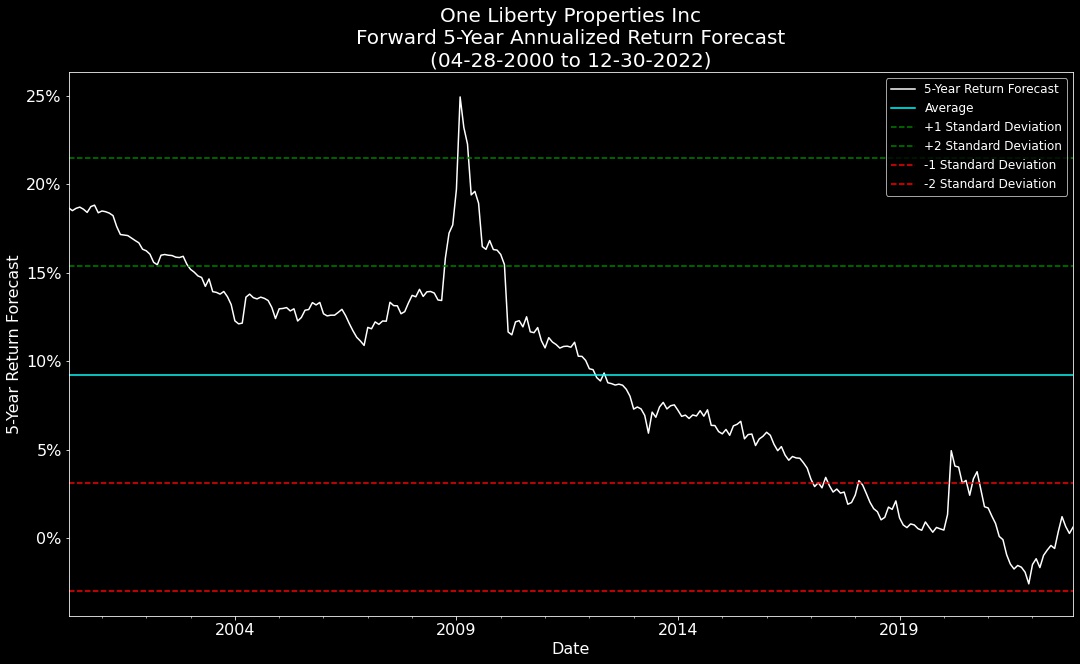 One Liberty Properties Inc
Forward 5-Year Annualized Return Forecast
(04-28-2000 to 12-30-2022)
5-Year Return Forecast
Average
+1 Standard Deviation
+2 Standard Deviation
-1 Standard Deviation
-2 Standard Deviation
5-Year Return Forecast
25%
20%
15%
10%
5%
0%
2004
2009
2014
2019
Date